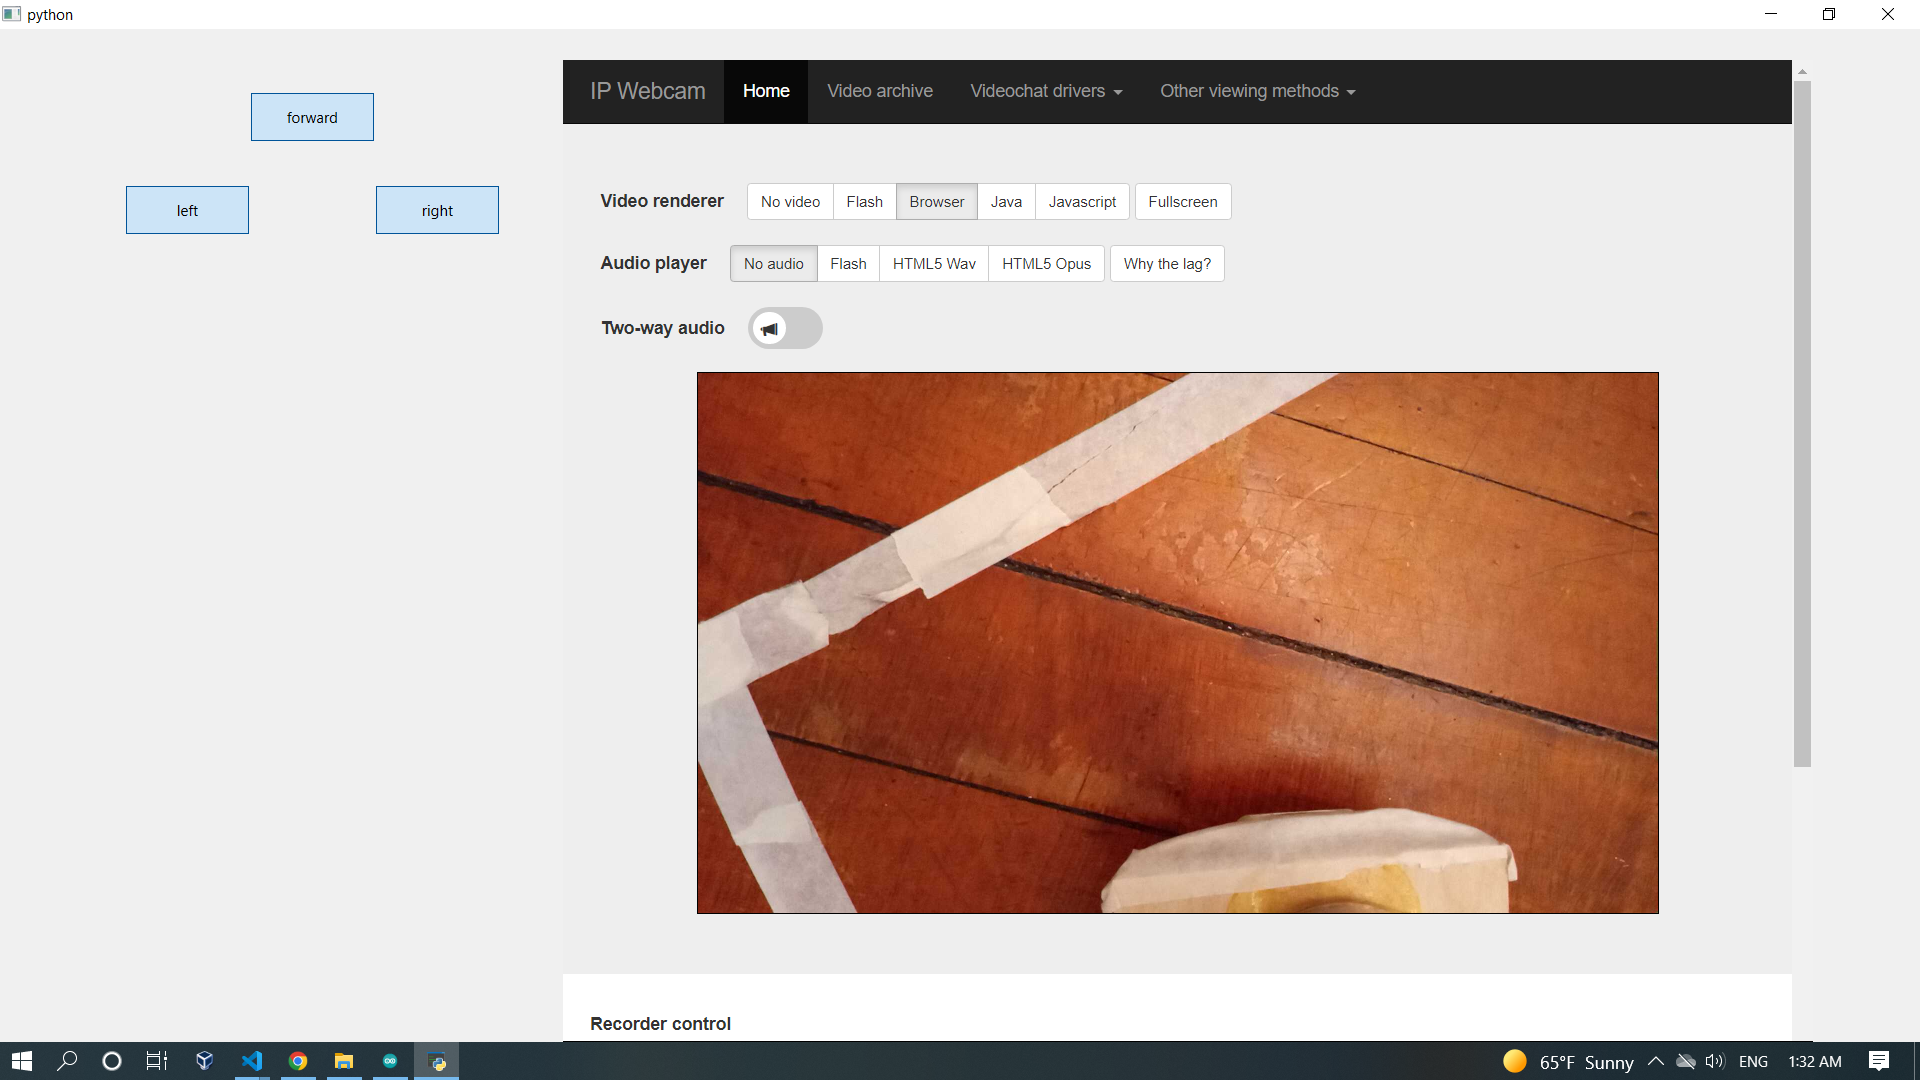 python
forward
left
right
IP Webcam Home Video archive Videochat drivers Other viewing methods
Video renderer No video Flash Browser Java Javascript Fullscreen
Audio player No audio Flash HTML5 Wav HTML5 Opus Why the lag?
Two-way audio
Recorder control
65°F Sunny ENG 1:32 AM